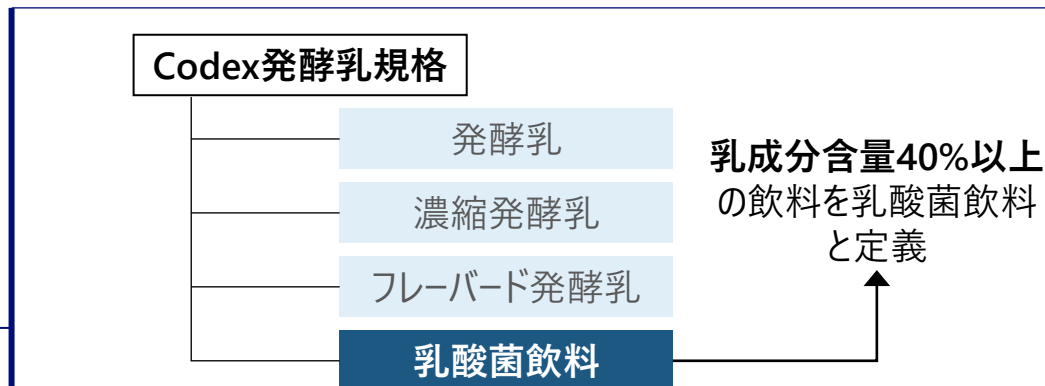 Codex発酵乳規格
発酵乳
濃縮発酵乳
フレーバード発酵乳
乳酸菌飲料
乳成分含量40%以上
の飲料を乳酸菌飲料
と定義